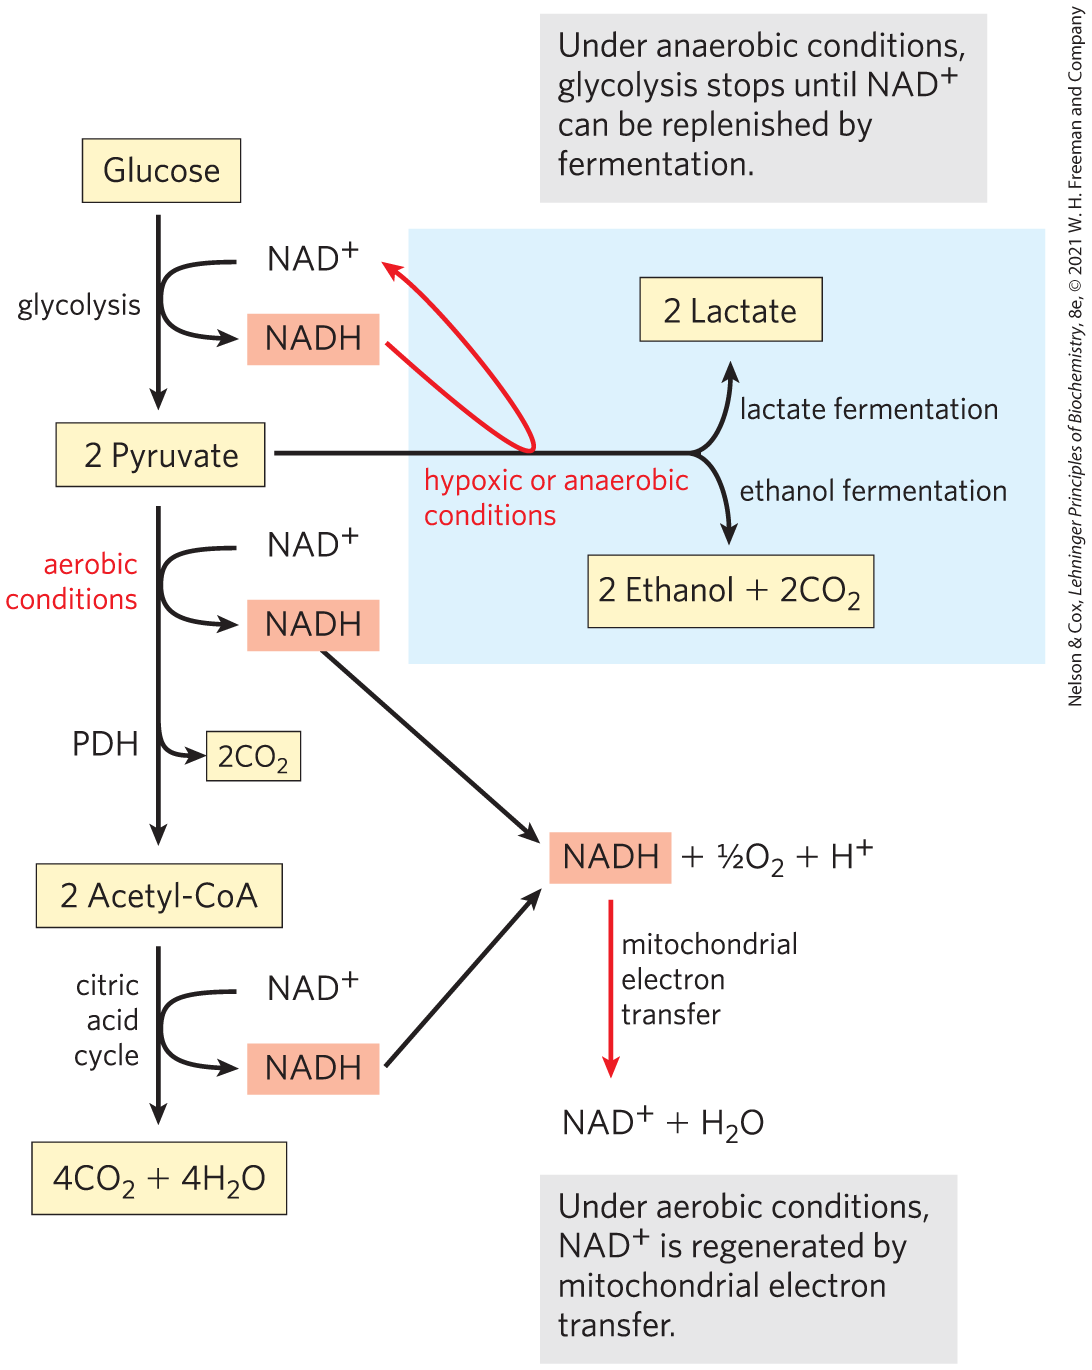 Under anaerobic conditions,
glycolysis stops until NAD⁺
can be replenished by
fermentation.
Glucose
glycolysis
NAD⁺
NADH
2 Lactate
lactate fermentation
2 Pyruvate
hypoxic or anaerobic
conditions
ethanol fermentation
2 Ethanol + 2CO₂
aerobic
conditions
NAD⁺
NADH
PDH
2CO₂
NADH + ½O₂ + H⁺
2 Acetyl-CoA
mitochondrial
electron
transfer
citric
acid
cycle
NAD⁺
NADH
NAD⁺ + H₂O
4CO₂ + 4H₂O
Under aerobic conditions,
NAD⁺ is regenerated by
mitochondrial electron
transfer.
Nelson & Cox, Lehninger Principles of Biochemistry, 8e, © 2021 W. H. Freeman and Company